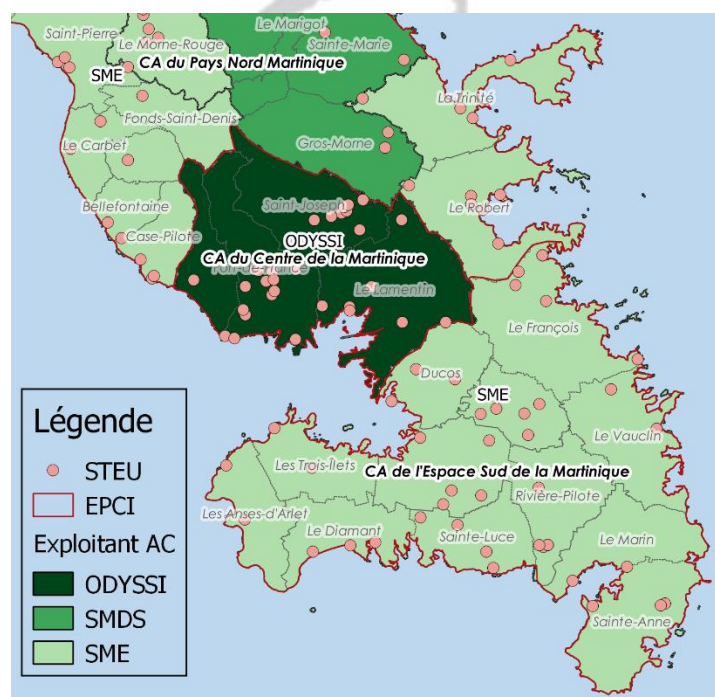 Le Marigot
Saint-Pierre
Le Morne-Rouge
Sainte-Marie
CA du Pays Nord Martinique
SME
La Trinité
Fonds-Saint-Denis
Gros-Morne
Le Carbet
Bellefontaine
Saint-Joseph
Le Robert
Case-Pilote
ODYSSI
CA du Centre de la Martinique
Fort-de-France
Le Lamentin
Le François
Ducos
SME
Le Vauclin
Les Trois-Îlets
CA de l'Espace Sud de la Martinique
Rivière-Pilote
Les Anses-d'Arlet
Le Diamant
Sainte-Luce
Le Marin
Sainte-Anne
Légende
STEU
EPCI
Exploitant AC
ODYSSI
SMDS
SME